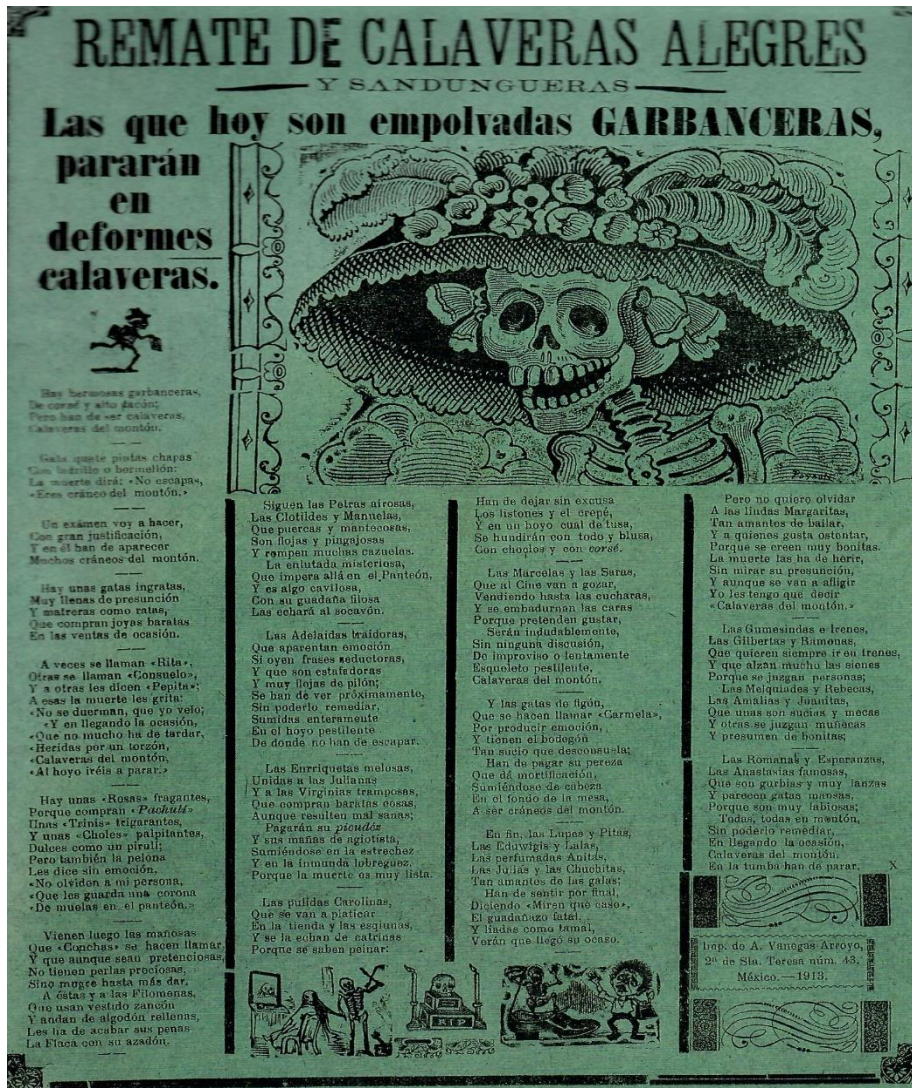 REMATE DE CALAVERAS ALEGRES
Y SANDUNGUERAS
Las que hoy son empolvadas GARBANCERAS,
pararán
en
deformes
calaveras.
Hay hermosas garbanceras,
De corsé y alto tacón;
Pero han de ser calaveras,
Calaveras del montón.
Gata que te pintas chapas
Con ladrillo o bermellón:
La muerte dirá: «No escapas,
«Eres cráneo del montón.»
Un exámen voy a hacer,
Con gran justificación,
Y en él han de aparecer
Muchos cráneos del montón.
Hay unas gatas ingratas,
Muy llenas de presunción
Y matreras como ratas,
Que compran joyas baratas
En las ventas de ocasión.
A veces se llaman «Rita»,
Otras se llaman «Consuelo»,
Y a otras les dicen «Pepita»;
A esas la muerte les grita:
«No se duerman, que yo velo;
«Y en llegando la ocasión,
«Que no mucho ha de tardar,
«Heridas por un torzón,
«Calaveras del montón,
«Al hoyo iréis a parar.»
Hay unas «Rosas» fragantes,
Porque compran «Pachulí»
Unas «Trinis» trigarantes,
Y unas «Choles» palpitantes,
Dulces como un pirulí;
Pero también la pelona
Les dice sin emoción,
«No olviden a mi persona,
«Que les guarda una corona
«De muelas en el panteón.»
Vienen luego las mañosas
Que «Conchas» se hacen llamar,
Y que aunque sean pretenciosas,
No tienen perlas preciosas,
Sino mugre hasta más dar,
A éstas y a las Filomenas,
Que usan vestido zancón
Y andan de algodón rellenas,
Les ha de acabar sus penas
La Flaca con su azadón.
Siguen las Petras airosas,
Las Clotildes y Manuelas,
Que puercas y mantecosas,
Son flojas y pingajosas
Y rompen muchas cazuelas.
La enlutada misteriosa,
Que impera allá en el Panteón,
Y es algo cavilosa,
Con su guadaña filosa
Las echará al socavón.
Las Adelaidas traidoras,
Que aparentan emoción
Si oyen frases seductoras,
Y que son estafadoras
Y muy flojas de pilón;
Se han de ver próximamente,
Sin poderlo remediar,
Sumidas enteramente
En el hoyo pestilente
De donde no han de escapar.
Las Enrriquetas melosas,
Unidas a las Julianas
Y a las Virginias tramposas,
Que compran baratas cosas,
Aunque resulten mal sanas;
Pagarán su picudéz
Y sus mañas de agiotista,
Sumiéndose en la estrechez
Y en la inmunda lobreguez.
Porque la muerte es muy lista.
Las pulidas Carolinas,
Que se van a platicar
En la tienda y las esqiunas,
Y se la echan de catrinas
Porque se saben peinar:
Han de dejar sin excusa
Los listones y el crepé,
Y en un hoyo cual de tusa,
Se hundirán con todo y blusa,
Con choclos y con corsé.
Las Marcelas y las Saras,
Que al Cine van a gozar,
Vendiendo hasta las cucharas,
Y se embadurnan las caras
Porque pretenden gustar,
Serán indudablemente,
Sin ninguna discusión,
De improviso o lentamente
Esqueleto pestilente,
Calaveras del montón.
Y las gatas de figón,
Que se hacen llamar «Carmela»,
Por producir emoción,
Y tienen el bodegón
Tan sucio que desconsuela;
Han de pagar su pereza
Que dá mortificación,
Sumiéndose de cabeza
En el fondo de la mesa,
A ser cráneos del montón.
En fin, las Lupes y Pitas,
Las Eduwigis y Lalas,
Las perfumadas Anitas,
Las Julias y las Chuchitas,
Tan amantes de las galas;
Han de sentir por final,
Diciendo «Miren qué caso»,
El guadañazo fatal,
Y liadas como tamal,
Verán que llegó su ocaso.
Pero no quiero olvidar
A las lindas Margaritas,
Tan amantes de bailar,
Y a quienes gusta ostentar,
Porque se creen muy bonitas.
La muerte las ha de herir,
Sin mirar su presunción,
Y aunque se van a afligir
Yo les tengo que decir
«Calaveras del montón.»
Las Gumesindas e Irenes,
Las Gilbertas y Ramonas,
Que quieren siempre ir en trenes,
Y que alzan mucho las sienes
Porque se juzgan personas;
Las Melquiades y Rebecas,
Las Amalias y Juanitas,
Que unas son sucias y mecas
Y otras se juzgan muñecas
Y presumen de bonitas;
Las Romanas y Esperanzas,
Las Anastasias famosas,
Que son gurbias y muy lanzas
Y parecen gatas mansas,
Porque son muy labiosas;
Todas, todas en montón,
Sin poderlo remediar,
En llegando la ocasión,
Calaveras del montón.
En la tumba han de parar. X
RIP
Imp. de A. Vanegas Arroyo,
2ª de Sta. Teresa núm. 43.
México.—1913.